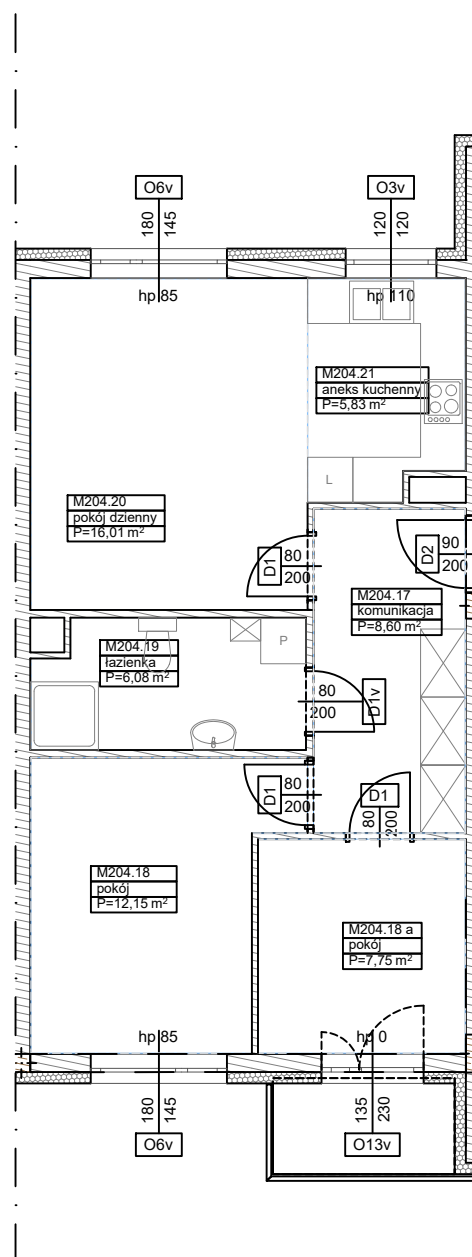 O6v
O3v
180
145
120
120
hp 85
hp 110
M204.21
aneks kuchenny
P=5,83 m²
L
M204.20
pokój dzienny
P=16,01 m²
D1
80
200
D2
90
200
M204.17
komunikacja
P=8,60 m²
M204.19
łazienka
P=6,08 m²
P
80
200
D1v
D1
80
200
D1
80
200
M204.18
pokój
P=12,15 m²
M204.18 a
pokój
P=7,75 m²
hp 85
hp 0
180
145
135
230
O6v
O13v